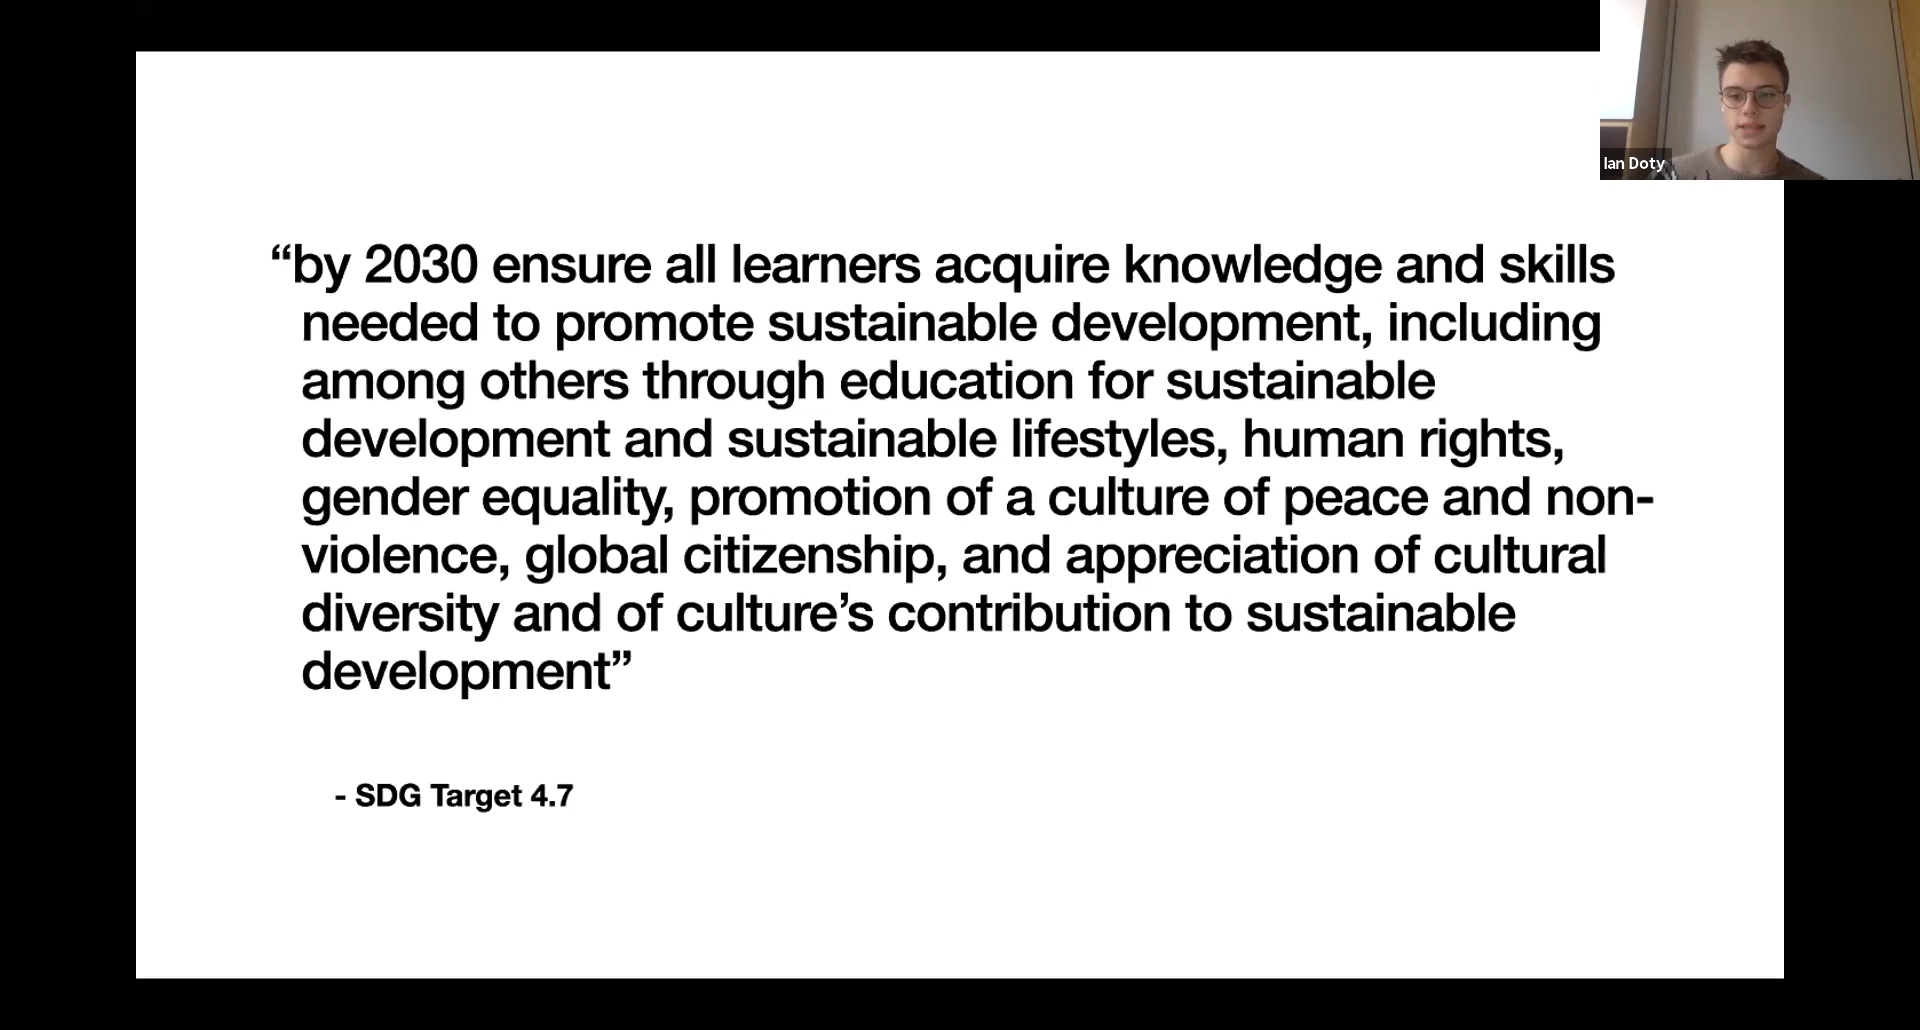 Ian Doty
“by 2030 ensure all learners acquire knowledge and skills
needed to promote sustainable development, including
among others through education for sustainable
development and sustainable lifestyles, human rights,
gender equality, promotion of a culture of peace and non-
violence, global citizenship, and appreciation of cultural
diversity and of culture’s contribution to sustainable
development”
- SDG Target 4.7